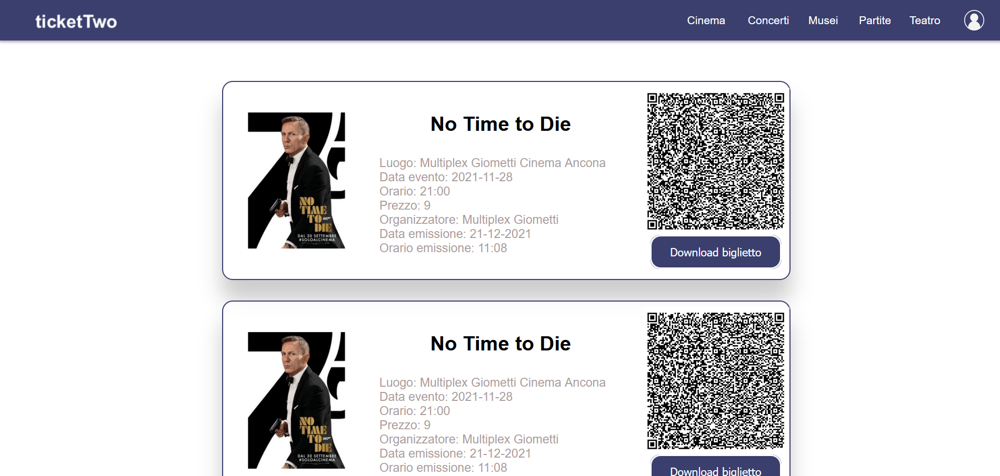 ticketTwo
Cinema Concerti Musei Partite Teatro
No Time to Die
Luogo: Multiplex Giometti Cinema Ancona
Data evento: 2021-11-28
Orario: 21:00
Prezzo: 9
Organizzatore: Multiplex Giometti
Data emissione: 21-12-2021
Orario emissione: 11:08
NO
TIME
TO 007
DIE
DAL 30 SETTEMBRE
#SOLOALCINEMA
Download biglietto
No Time to Die
Luogo: Multiplex Giometti Cinema Ancona
Data evento: 2021-11-28
Orario: 21:00
Prezzo: 9
Organizzatore: Multiplex Giometti
Data emissione: 21-12-2021
Orario emissione: 11:08
NO
TIME
TO 007
DIE
DAL 30 SETTEMBRE
#SOLOALCINEMA
Download biglietto